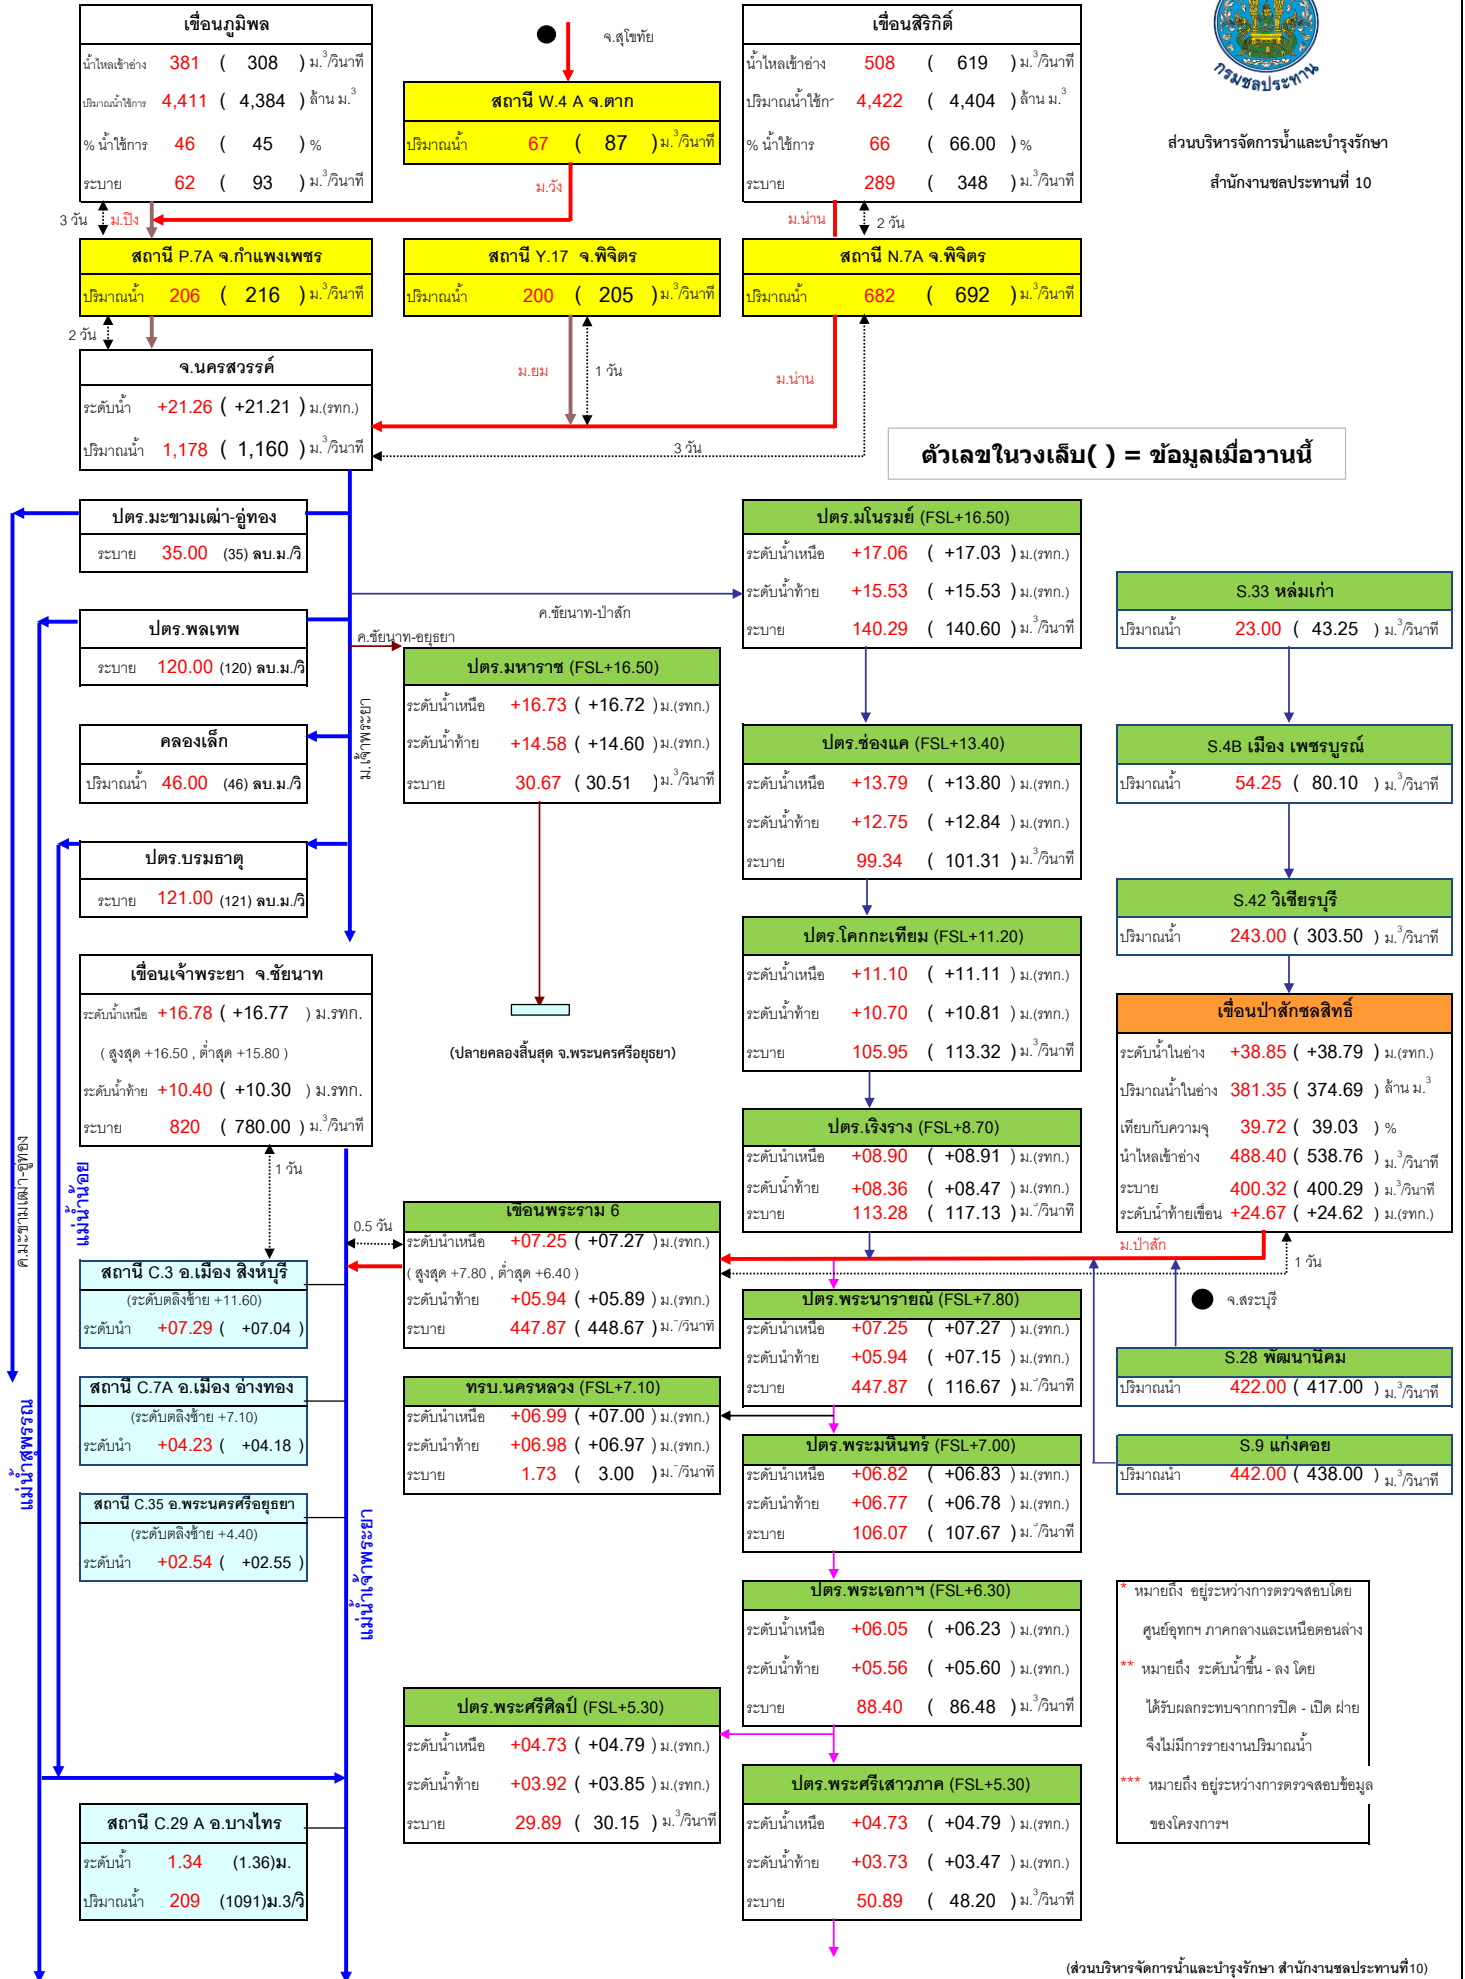 เขื่อนภูมิพล
น้ำไหลเข้าอ่าง 381 ( 308 ) ม.³/วินาที
ปริมาณน้ำใช้การ 4,411 ( 4,384 ) ล้าน ม.³
% น้ำใช้การ 46 ( 45 ) %
ระบาย 62 ( 93 ) ม.³/วินาที
จ.สุโขทัย
สถานี W.4 A จ.ตาก
ปริมาณน้ำ 67 ( 87 ) ม.³/วินาที
เขื่อนสิริกิติ์
น้ำไหลเข้าอ่าง 508 ( 619 ) ม.³/วินาที
ปริมาณน้ำใช้กา 4,422 ( 4,404 ) ล้าน ม.³
% น้ำใช้การ 66 ( 66.00 ) %
ระบาย 289 ( 348 ) ม.³/วินาที
กรมชลประทาน
ส่วนบริหารจัดการน้ำและบำรุงรักษา
สำนักงานชลประทานที่ 10
3 วัน ม.ปิง
ม.วัง
ม.น่าน
2 วัน
สถานี P.7A จ.กำแพงเพชร
ปริมาณน้ำ 206 ( 216 ) ม.³/วินาที
สถานี Y.17 จ.พิจิตร
ปริมาณน้ำ 200 ( 205 ) ม.³/วินาที
สถานี N.7A จ.พิจิตร
ปริมาณน้ำ 682 ( 692 ) ม.³/วินาที
2 วัน
ม.ยม
1 วัน
ม.น่าน
3 วัน
จ.นครสวรรค์
ระดับน้ำ +21.26 ( +21.21 ) ม.(รทก.)
ปริมาณน้ำ 1,178 ( 1,160 ) ม.³/วินาที
ตัวเลขในวงเล็บ( ) = ข้อมูลเมื่อวานนี้
ปตร.มะขามเฒ่า-อู่ทอง
ระบาย 35.00 (35) ลบ.ม./วิ
ปตร.พลเทพ
ระบาย 120.00 (120) ลบ.ม./วิ
คลองเล็ก
ปริมาณน้ำ 46.00 (46) ลบ.ม./วิ
ปตร.บรมธาตุ
ระบาย 121.00 (121) ลบ.ม./วิ
ค.ชัยนาท-ป่าสัก
ค.ชัยนาท-อยุธยา
ม.เจ้าพระยา
ปตร.มหาราช (FSL+16.50)
ระดับน้ำเหนือ +16.73 ( +16.72 ) ม.(รทก.)
ระดับน้ำท้าย +14.58 ( +14.60 ) ม.(รทก.)
ระบาย 30.67 ( 30.51 ) ม.³/วินาที
(ปลายคลองสิ้นสุด จ.พระนครศรีอยุธยา)
ปตร.มโนรมย์ (FSL+16.50)
ระดับน้ำเหนือ +17.06 ( +17.03 ) ม.(รทก.)
ระดับน้ำท้าย +15.53 ( +15.53 ) ม.(รทก.)
ระบาย 140.29 ( 140.60 ) ม.³/วินาที
ปตร.ช่องแค (FSL+13.40)
ระดับน้ำเหนือ +13.79 ( +13.80 ) ม.(รทก.)
ระดับน้ำท้าย +12.75 ( +12.84 ) ม.(รทก.)
ระบาย 99.34 ( 101.31 ) ม.³/วินาที
ปตร.โคกกะเทียม (FSL+11.20)
ระดับน้ำเหนือ +11.10 ( +11.11 ) ม.(รทก.)
ระดับน้ำท้าย +10.70 ( +10.81 ) ม.(รทก.)
ระบาย 105.95 ( 113.32 ) ม.³/วินาที
ปตร.เริงราง (FSL+8.70)
ระดับน้ำเหนือ +08.90 ( +08.91 ) ม.(รทก.)
ระดับน้ำท้าย +08.36 ( +08.47 ) ม.(รทก.)
ระบาย 113.28 ( 117.13 ) ม.³/วินาที
S.33 หล่มเก่า
ปริมาณน้ำ 23.00 ( 43.25 ) ม.³/วินาที
S.4B เมือง เพชรบูรณ์
ปริมาณน้ำ 54.25 ( 80.10 ) ม.³/วินาที
S.42 วิเชียรบุรี
ปริมาณน้ำ 243.00 ( 303.50 ) ม.³/วินาที
เขื่อนป่าสักชลสิทธิ์
ระดับน้ำในอ่าง +38.85 ( +38.79 ) ม.(รทก.)
ปริมาณน้ำในอ่าง 381.35 ( 374.69 ) ล้าน ม.³
เทียบกับความจุ 39.72 ( 39.03 ) %
น้ำไหลเข้าอ่าง 488.40 ( 538.76 ) ม.³/วินาที
ระบาย 400.32 ( 400.29 ) ม.³/วินาที
ระดับน้ำท้ายเขื่อน +24.67 ( +24.62 ) ม.(รทก.)
ม.ป่าสัก
1 วัน
จ.สระบุรี
เขื่อนเจ้าพระยา จ.ชัยนาท
ระดับน้ำเหนือ +16.78 ( +16.77 ) ม.รทก.
( สูงสุด +16.50 , ต่ำสุด +15.80 )
ระดับน้ำท้าย +10.40 ( +10.30 ) ม.รทก.
ระบาย 820 ( 780.00 ) ม.³/วินาที
1 วัน
0.5 วัน
ค.มะขามเฒ่า-อู่ทอง
แม่น้ำน้อย
แม่น้ำสุพรรณ
แม่น้ำเจ้าพระยา
สถานี C.3 อ.เมือง สิงห์บุรี
(ระดับตลิ่งซ้าย +11.60)
ระดับน้ำ +07.29 ( +07.04 )
สถานี C.7A อ.เมือง อ่างทอง
(ระดับตลิ่งซ้าย +7.10)
ระดับน้ำ +04.23 ( +04.18 )
สถานี C.35 อ.พระนครศรีอยุธยา
(ระดับตลิ่งซ้าย +4.40)
ระดับน้ำ +02.54 ( +02.55 )
สถานี C.29 A อ.บางไทร
ระดับน้ำ 1.34 (1.36)ม.
ปริมาณน้ำ 209 (1091)ม.3/วิ
เขื่อนพระราม 6
ระดับน้ำเหนือ +07.25 ( +07.27 ) ม.(รทก.)
( สูงสุด +7.80 , ต่ำสุด +6.40 )
ระดับน้ำท้าย +05.94 ( +05.89 ) ม.(รทก.)
ระบาย 447.87 ( 448.67 ) ม.³/วินาที
ทรบ.นครหลวง (FSL+7.10)
ระดับน้ำเหนือ +06.99 ( +07.00 ) ม.(รทก.)
ระดับน้ำท้าย +06.98 ( +06.97 ) ม.(รทก.)
ระบาย 1.73 ( 3.00 ) ม.³/วินาที
ปตร.พระศรีศิลป์ (FSL+5.30)
ระดับน้ำเหนือ +04.73 ( +04.79 ) ม.(รทก.)
ระดับน้ำท้าย +03.92 ( +03.85 ) ม.(รทก.)
ระบาย 29.89 ( 30.15 ) ม.³/วินาที
ปตร.พระนารายณ์ (FSL+7.80)
ระดับน้ำเหนือ +07.25 ( +07.27 ) ม.(รทก.)
ระดับน้ำท้าย +05.94 ( +07.15 ) ม.(รทก.)
ระบาย 447.87 ( 116.67 ) ม.³/วินาที
ปตร.พระมหินทร์ (FSL+7.00)
ระดับน้ำเหนือ +06.82 ( +06.83 ) ม.(รทก.)
ระดับน้ำท้าย +06.77 ( +06.78 ) ม.(รทก.)
ระบาย 106.07 ( 107.67 ) ม.³/วินาที
ปตร.พระเอกาฯ (FSL+6.30)
ระดับน้ำเหนือ +06.05 ( +06.23 ) ม.(รทก.)
ระดับน้ำท้าย +05.56 ( +05.60 ) ม.(รทก.)
ระบาย 88.40 ( 86.48 ) ม.³/วินาที
ปตร.พระศรีเสาวภาค (FSL+5.30)
ระดับน้ำเหนือ +04.73 ( +04.79 ) ม.(รทก.)
ระดับน้ำท้าย +03.73 ( +03.47 ) ม.(รทก.)
ระบาย 50.89 ( 48.20 ) ม.³/วินาที
S.28 พัฒนานิคม
ปริมาณน้ำ 422.00 ( 417.00 ) ม.³/วินาที
S.9 แก่งคอย
ปริมาณน้ำ 442.00 ( 438.00 ) ม.³/วินาที
* หมายถึง อยู่ระหว่างการตรวจสอบโดย
ศูนย์อุทกฯ ภาคกลางและเหนือตอนล่าง
** หมายถึง ระดับน้ำขึ้น - ลง โดย
ได้รับผลกระทบจากการปิด - เปิด ฝาย
จึงไม่มีการรายงานปริมาณน้ำ
*** หมายถึง อยู่ระหว่างการตรวจสอบข้อมูล
ของโครงการฯ
(ส่วนบริหารจัดการน้ำและบำรุงรักษา สำนักงานชลประทานที่10)